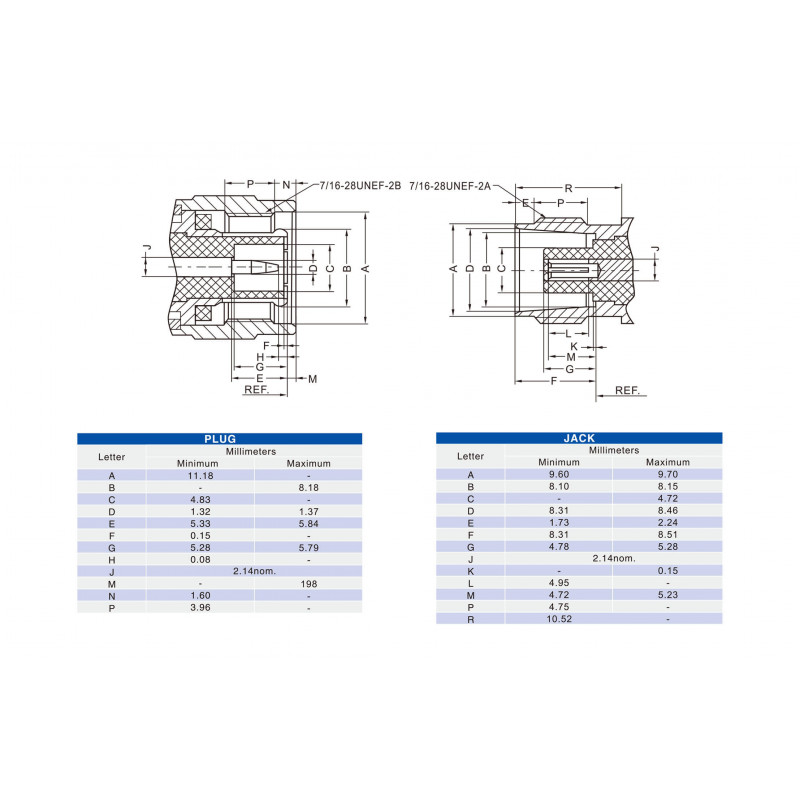 P N 7/16-28UNEF-2B 7/16-28UNEF-2A R
E P
J D C B A A D B C J
F
H
G
E M
REF.
L
K
M
G
F REF.
PLUG
Letter Millimeters
Minimum Maximum
A 11.18 -
B - 8.18
C 4.83 -
D 1.32 1.37
E 5.33 5.84
F 0.15 -
G 5.28 5.79
H 0.08 -
J 2.14nom.
M - 198
N 1.60 -
P 3.96 -
JACK
Letter Millimeters
Minimum Maximum
A 9.60 9.70
B 8.10 8.15
C - 4.72
D 8.31 8.46
E 1.73 2.24
F 8.31 8.51
G 4.78 5.28
J 2.14nom.
K - 0.15
L 4.95 -
M 4.72 5.23
P 4.75 -
R 10.52 -